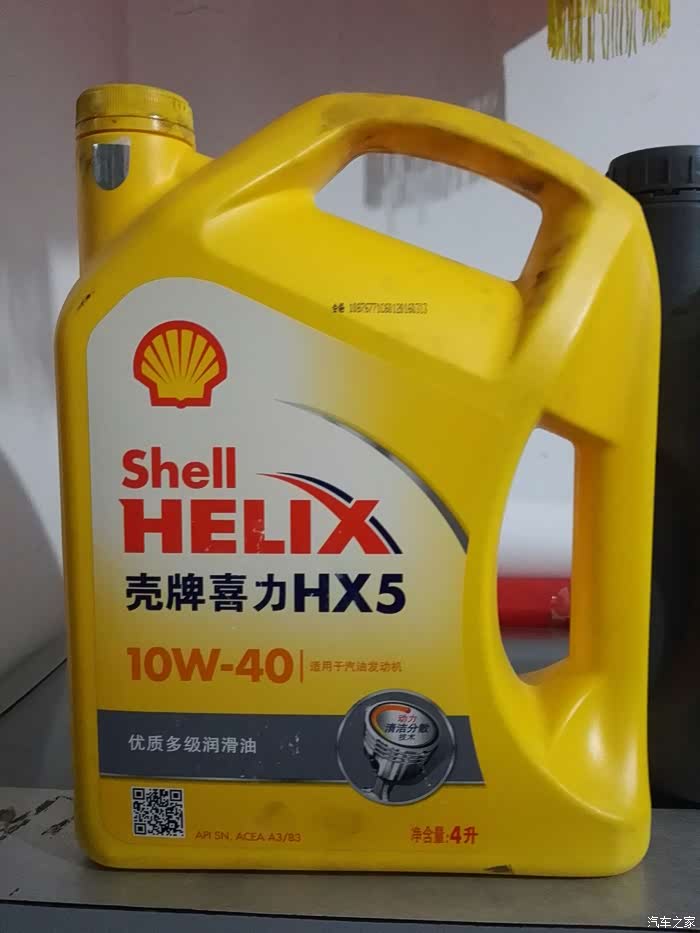 Shell
HELIX
壳牌喜力HX5
10W-40 适用于汽油发动机
动力
清洁分散
技术
优质多级润滑油
API SN, ACEA A3/B3
净含量:4升
汽车之家